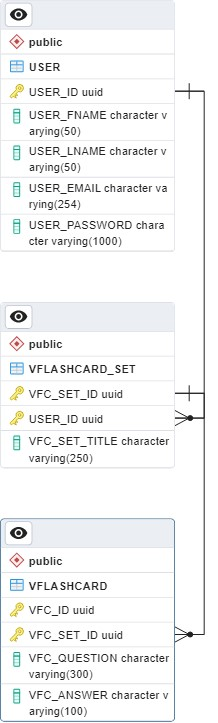 public
USER
USER_ID uuid
USER_FNAME character v
arying(50)
USER_LNAME character v
arying(50)
USER_EMAIL character va
rying(254)
USER_PASSWORD chara
cter varying(1000)
public
VFLASHCARD_SET
VFC_SET_ID uuid
USER_ID uuid
VFC_SET_TITLE character
varying(250)
public
VFLASHCARD
VFC_ID uuid
VFC_SET_ID uuid
VFC_QUESTION character
varying(300)
VFC_ANSWER character v
arying(100)